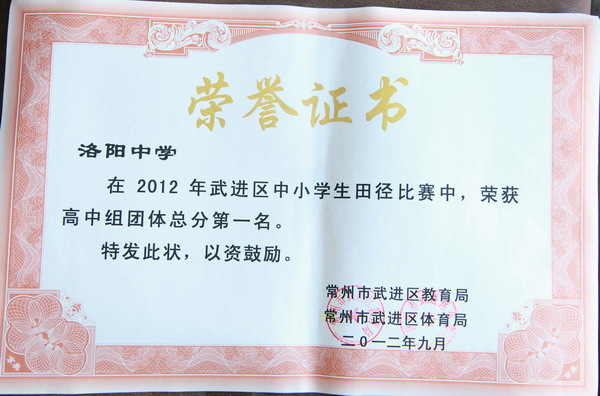 荣誉证书
洛阳中学
在 2012 年武进区中小学生田径比赛中，荣获
高中组团体总分第一名。
特发此状，以资鼓励。
常州市武进区教育局
常州市武进区体育局
二0一二年九月